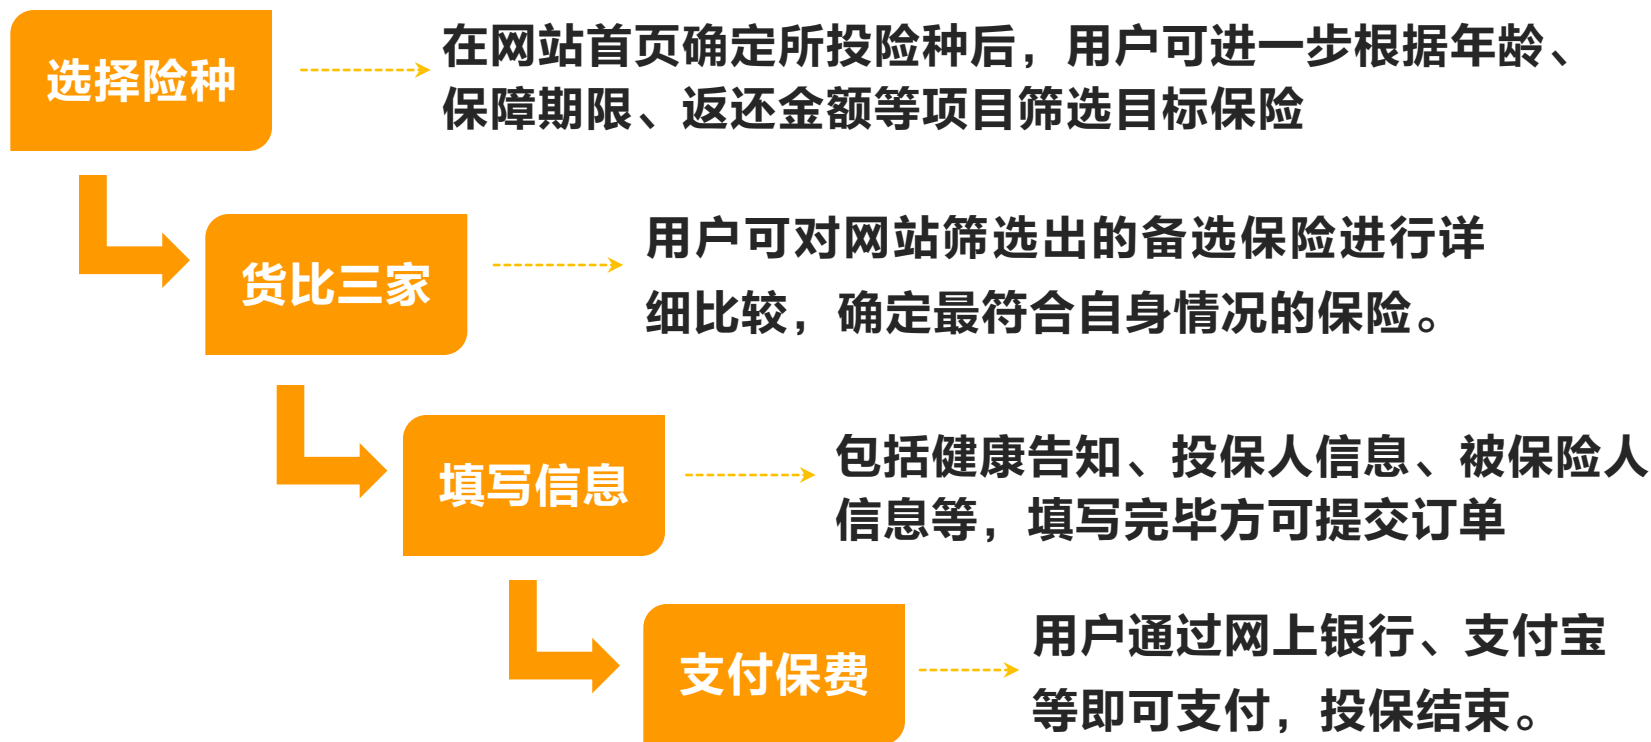 选择险种
在网站首页确定所投险种后，用户可进一步根据年龄、
保障期限、返还金额等项目筛选目标保险
货比三家
用户可对网站筛选出的备选保险进行详
细比较，确定最符合自身情况的保险。
填写信息
包括健康告知、投保人信息、被保险人
信息等，填写完毕方可提交订单
支付保费
用户通过网上银行、支付宝
等即可支付，投保结束。